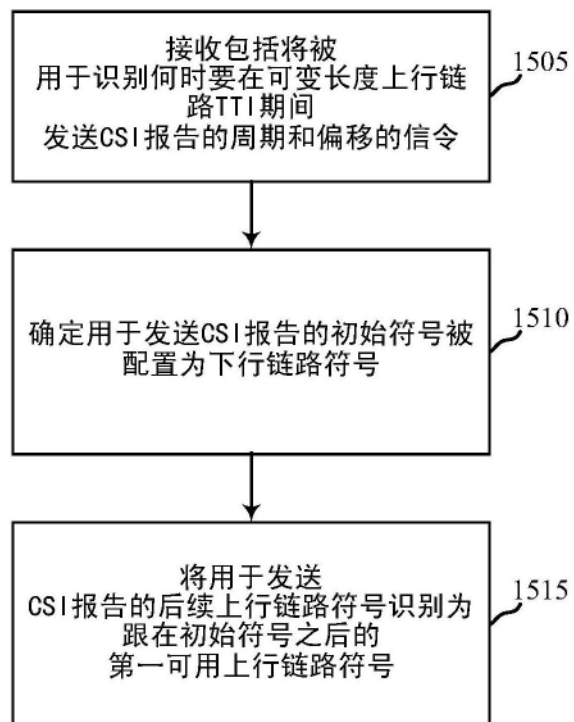 接收包括将被
用于识别何时要在可变长度上行链
路TTI期间
发送CSI报告的周期和偏移的信令
1505
确定用于发送CSI报告的初始符号被
配置为下行链路符号
1510
将用于发送
CSI报告的后续上行链路符号识别为
跟在初始符号之后的
第一可用上行链路符号
1515